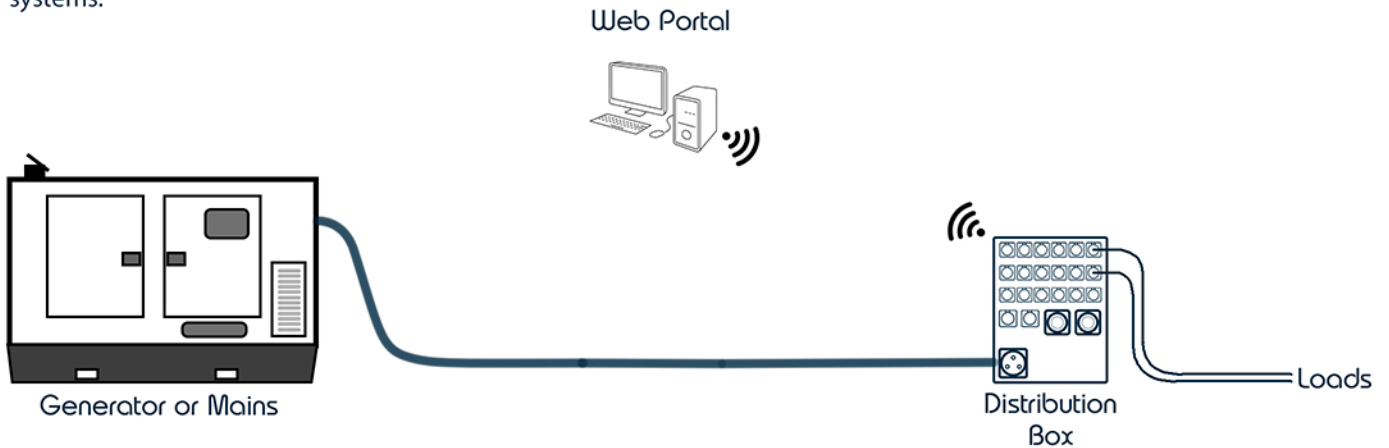 systems.
Web Portal
Generator or Mains
Distribution
Box
Loads